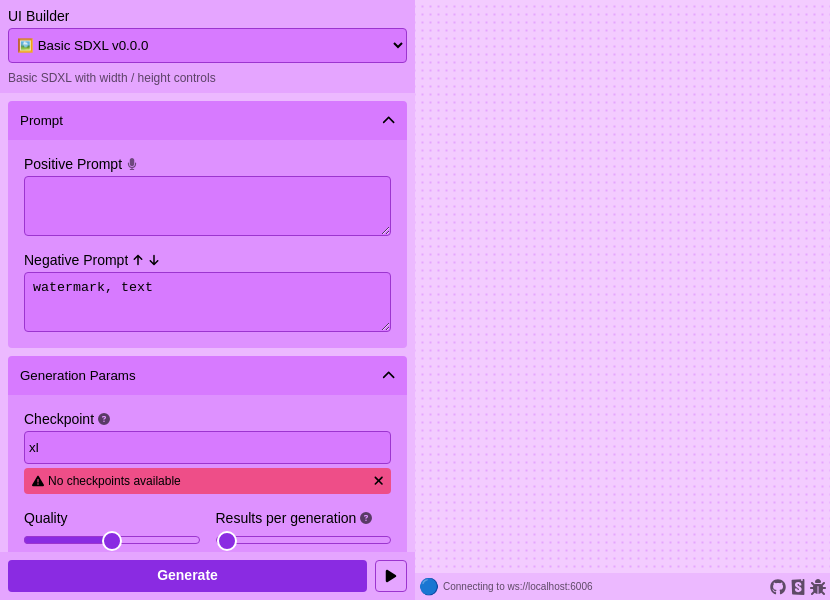 UI Builder
🖼️ Basic SDXL v0.0.0
Basic SDXL with width / height controls
Prompt
Positive Prompt
Negative Prompt
watermark, text
Generation Params
Checkpoint
xl
No checkpoints available
Quality
Results per generation
Generate
Connecting to ws://localhost:6006